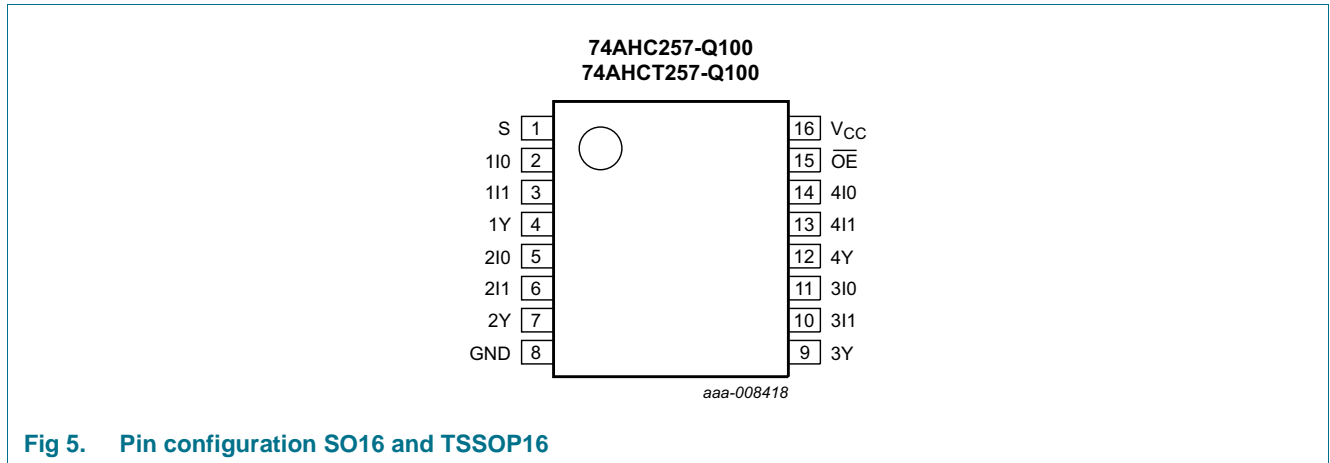 74AHC257-Q100
74AHCT257-Q100
S 1
1I0 2
1I1 3
1Y 4
2I0 5
2I1 6
2Y 7
GND 8
16 VCC
15 OE
14 4I0
13 4I1
12 4Y
11 3I0
10 3I1
9 3Y
aaa-008418
Fig 5. Pin configuration SO16 and TSSOP16